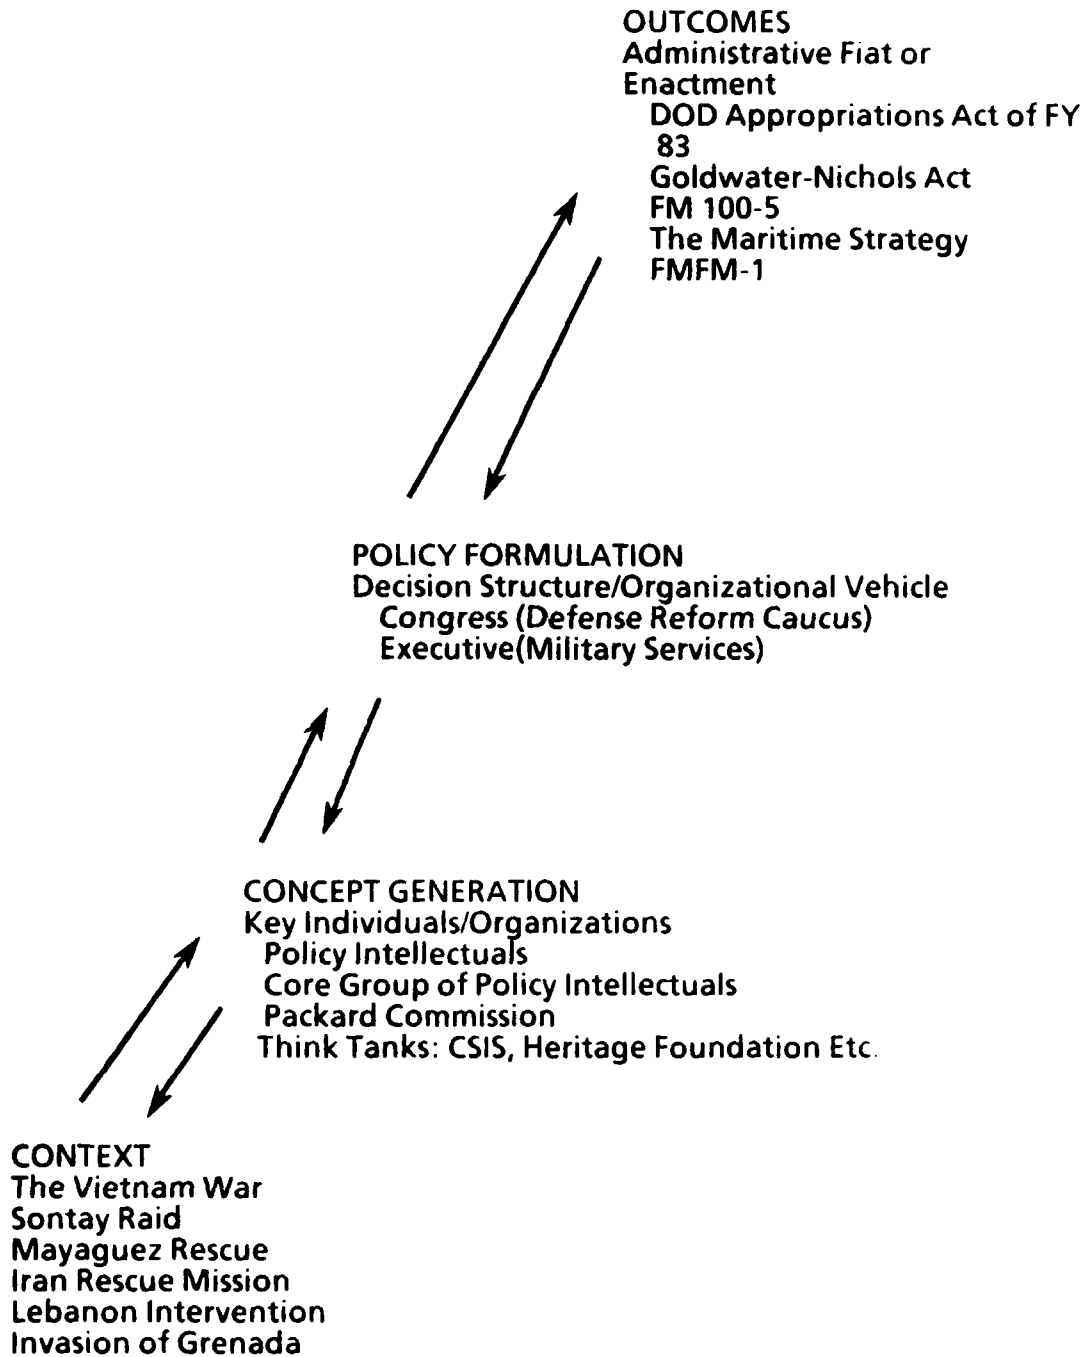 OUTCOMES
Administrative Fiat or
Enactment
DOD Appropriations Act of FY
83
Goldwater-Nichols Act
FM 100-5
The Maritime Strategy
FMFM-1
POLICY FORMULATION
Decision Structure/Organizational Vehicle
Congress (Defense Reform Caucus)
Executive(Military Services)
CONCEPT GENERATION
Key Individuals/Organizations
Policy Intellectuals
Core Group of Policy Intellectuals
Packard Commission
Think Tanks: CSIS, Heritage Foundation Etc.
CONTEXT
The Vietnam War
Sontay Raid
Mayaguez Rescue
Iran Rescue Mission
Lebanon Intervention
Invasion of Grenada